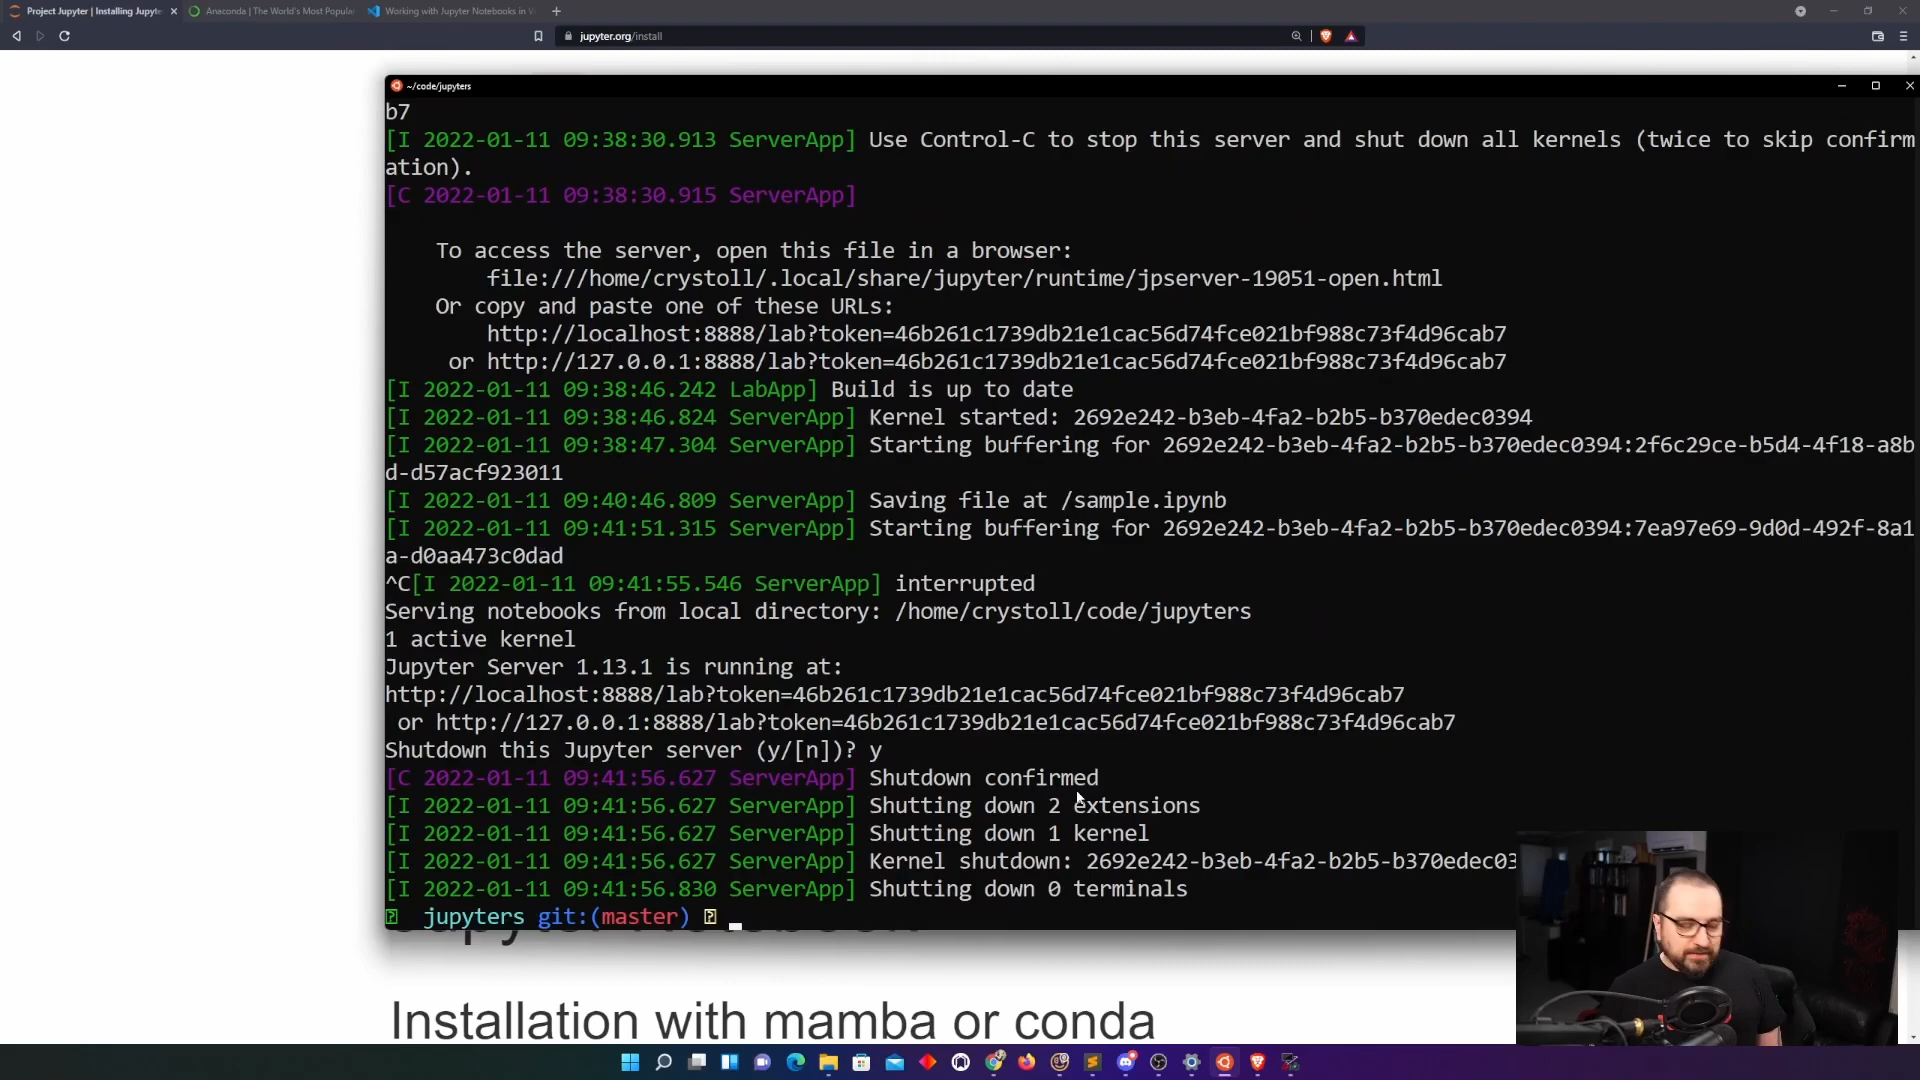 Project Jupyter | Installing Jupyte
Anaconda | The World's Most Popula
Working with Jupyter Notebooks in V
jupyter.org/install
~/code/jupyters
b7
[I 2022-01-11 09:38:30.913 ServerApp] Use Control-C to stop this server and shut down all kernels (twice to skip confirm
ation).
[C 2022-01-11 09:38:30.915 ServerApp]
To access the server, open this file in a browser:
file:///home/crystoll/.local/share/jupyter/runtime/jpserver-19051-open.html
Or copy and paste one of these URLs:
http://localhost:8888/lab?token=46b261c1739db21e1cac56d74fce021bf988c73f4d96cab7
or http://127.0.0.1:8888/lab?token=46b261c1739db21e1cac56d74fce021bf988c73f4d96cab7
[I 2022-01-11 09:38:46.242 LabApp] Build is up to date
[I 2022-01-11 09:38:46.824 ServerApp] Kernel started: 2692e242-b3eb-4fa2-b2b5-b370edec0394
[I 2022-01-11 09:38:47.304 ServerApp] Starting buffering for 2692e242-b3eb-4fa2-b2b5-b370edec0394:2f6c29ce-b5d4-4f18-a8b
d-d57acf923011
[I 2022-01-11 09:40:46.809 ServerApp] Saving file at /sample.ipynb
[I 2022-01-11 09:41:51.315 ServerApp] Starting buffering for 2692e242-b3eb-4fa2-b2b5-b370edec0394:7ea97e69-9d0d-492f-8a1
a-d0aa473c0dad
^C[I 2022-01-11 09:41:55.546 ServerApp] interrupted
Serving notebooks from local directory: /home/crystoll/code/jupyters
1 active kernel
Jupyter Server 1.13.1 is running at:
http://localhost:8888/lab?token=46b261c1739db21e1cac56d74fce021bf988c73f4d96cab7
or http://127.0.0.1:8888/lab?token=46b261c1739db21e1cac56d74fce021bf988c73f4d96cab7
Shutdown this Jupyter server (y/[n])? y
[C 2022-01-11 09:41:56.627 ServerApp] Shutdown confirmed
[I 2022-01-11 09:41:56.627 ServerApp] Shutting down 2 extensions
[I 2022-01-11 09:41:56.627 ServerApp] Shutting down 1 kernel
[I 2022-01-11 09:41:56.627 ServerApp] Kernel shutdown: 2692e242-b3eb-4fa2-b2b5-b370edec03
[I 2022-01-11 09:41:56.830 ServerApp] Shutting down 0 terminals
jupyters git:(master)
Installation with mamba or conda